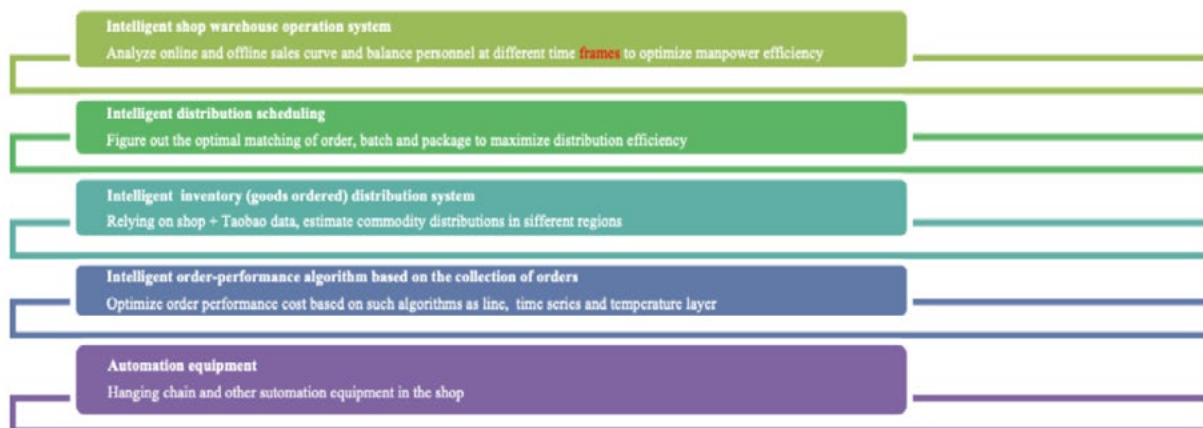 Intelligent shop warehouse operation system
Analyze online and offline sales curve and balance personnel at different time frames to optimize manpower efficiency
Intelligent distribution scheduling
Figure out the optimal matching of order, batch and package to maximize distribution efficiency
Intelligent inventory (goods ordered) distribution system
Relying on shop + Taobao data, estimate commodity distributions in sifferent regions
Intelligent order-performance algorithm based on the collection of orders
Optimize order performance cost based on such algorithms as line, time series and temperature layer
Automation equipment
Hanging chain and other sutomation equipment in the shop